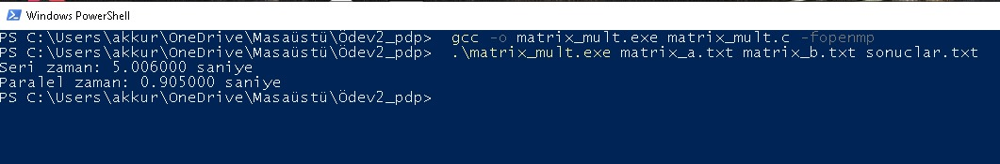 Windows PowerShell
PS C:\Users\akkur\OneDrive\Masaüstü\Ödev2_pdp>  gcc -o matrix_mult.exe matrix_mult.c -fopenmp
PS C:\Users\akkur\OneDrive\Masaüstü\Ödev2_pdp>  .\matrix_mult.exe matrix_a.txt matrix_b.txt sonuclar.txt
Seri zaman: 5.006000 saniye
Paralel zaman: 0.905000 saniye
PS C:\Users\akkur\OneDrive\Masaüstü\Ödev2_pdp>